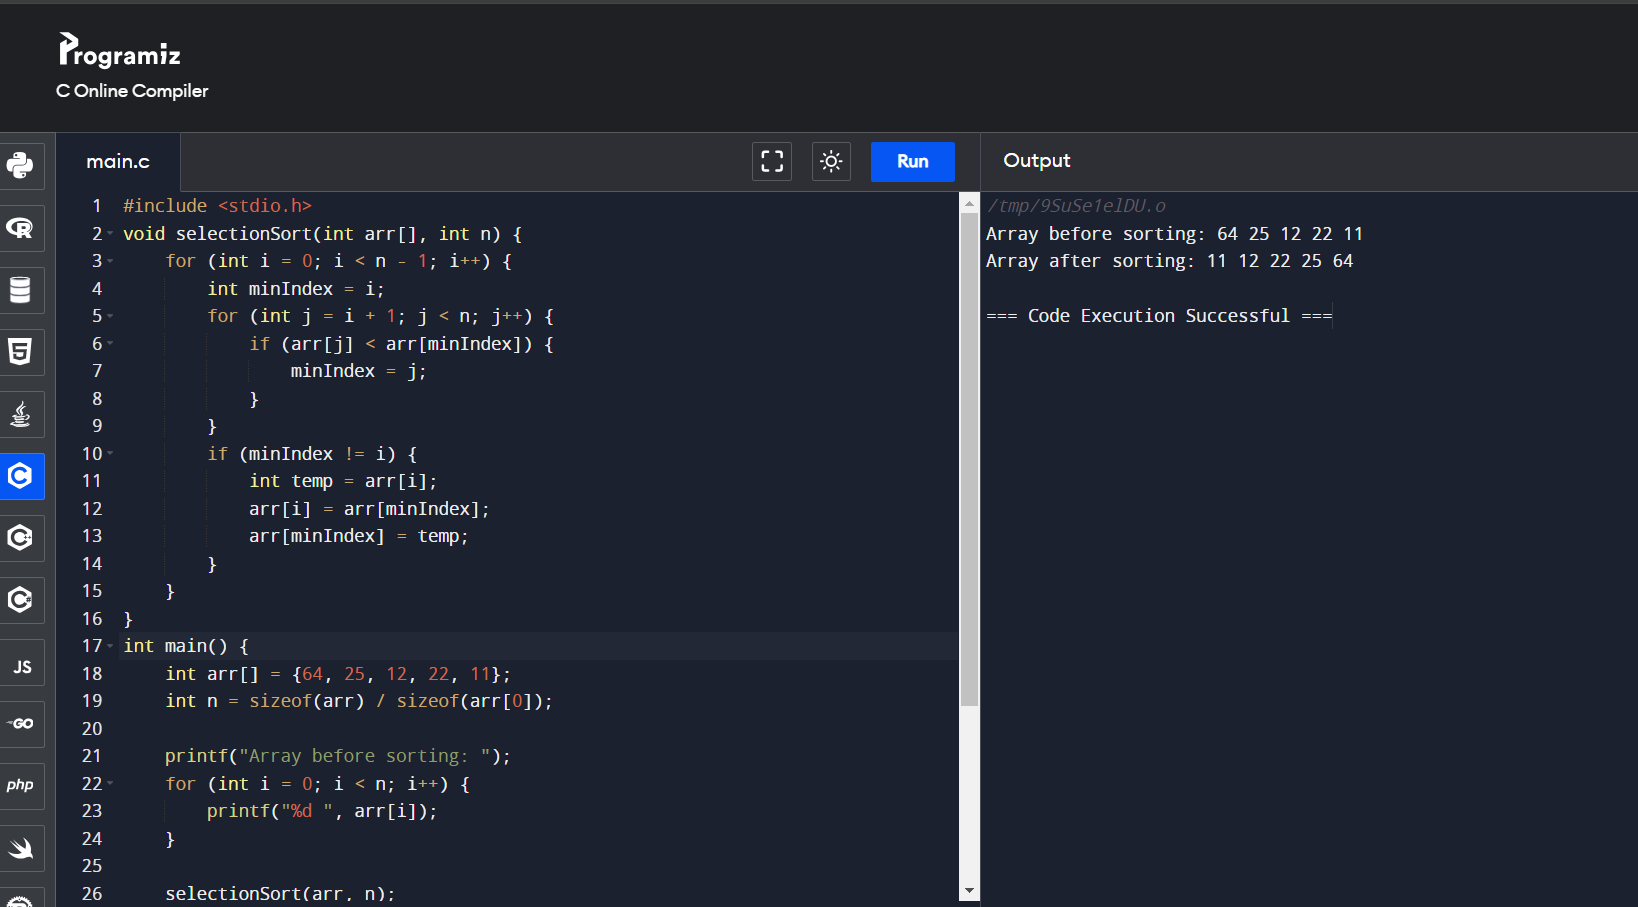 Programiz
C Online Compiler
main.c
Run
Output
1 #include <stdio.h>
2 void selectionSort(int arr[], int n) {
3     for (int i = 0; i < n - 1; i++) {
4         int minIndex = i;
5         for (int j = i + 1; j < n; j++) {
6             if (arr[j] < arr[minIndex]) {
7                 minIndex = j;
8             }
9         }
10         if (minIndex != i) {
11             int temp = arr[i];
12             arr[i] = arr[minIndex];
13             arr[minIndex] = temp;
14         }
15     }
16 }
17 int main() {
18     int arr[] = {64, 25, 12, 22, 11};
19     int n = sizeof(arr) / sizeof(arr[0]);
20
21     printf("Array before sorting: ");
22     for (int i = 0; i < n; i++) {
23         printf("%d ", arr[i]);
24     }
25
26     selectionSort(arr, n);
/tmp/9SuSe1elDU.o
Array before sorting: 64 25 12 22 11
Array after sorting: 11 12 22 25 64
=== Code Execution Successful ===
R
5
C
C++
C#
JS
GO
php